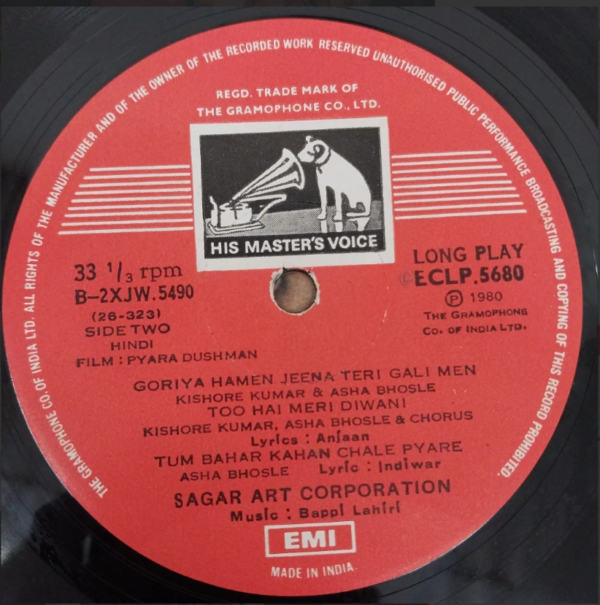 THE GRAMOPHONE CO. OF INDIA LTD. ALL RIGHTS OF THE MANUFACTURER AND OF THE OWNER OF THE RECORDED WORK RESERVED UNAUTHORISED PUBLIC PERFORMANCE BROADCASTING AND COPYING OF THIS RECORD PROHIBITED.
REGD. TRADE MARK OF
THE GRAMOPHONE CO., LTD.
HIS MASTER'S VOICE
33 1/3 rpm
B-2XJW.5490
(26-323)
SIDE TWO
HINDI
FILM : PYARA DUSHMAN
LONG PLAY
ECLP.5680
Ⓟ 1980
THE GRAMOPHONE
CO. OF INDIA LTD.
GORIYA HAMEN JEENA TERI GALI MEN
KISHORE KUMAR & ASHA BHOSLE
TOO HAI MERI DIWANI
KISHORE KUMAR, ASHA BHOSLE & CHORUS
Lyrics : Anjaan
TUM BAHAR KAHAN CHALE PYARE
ASHA BHOSLE Lyric : Indiwar
SAGAR ART CORPORATION
Music : Bappi Lahiri
EMI
MADE IN INDIA.